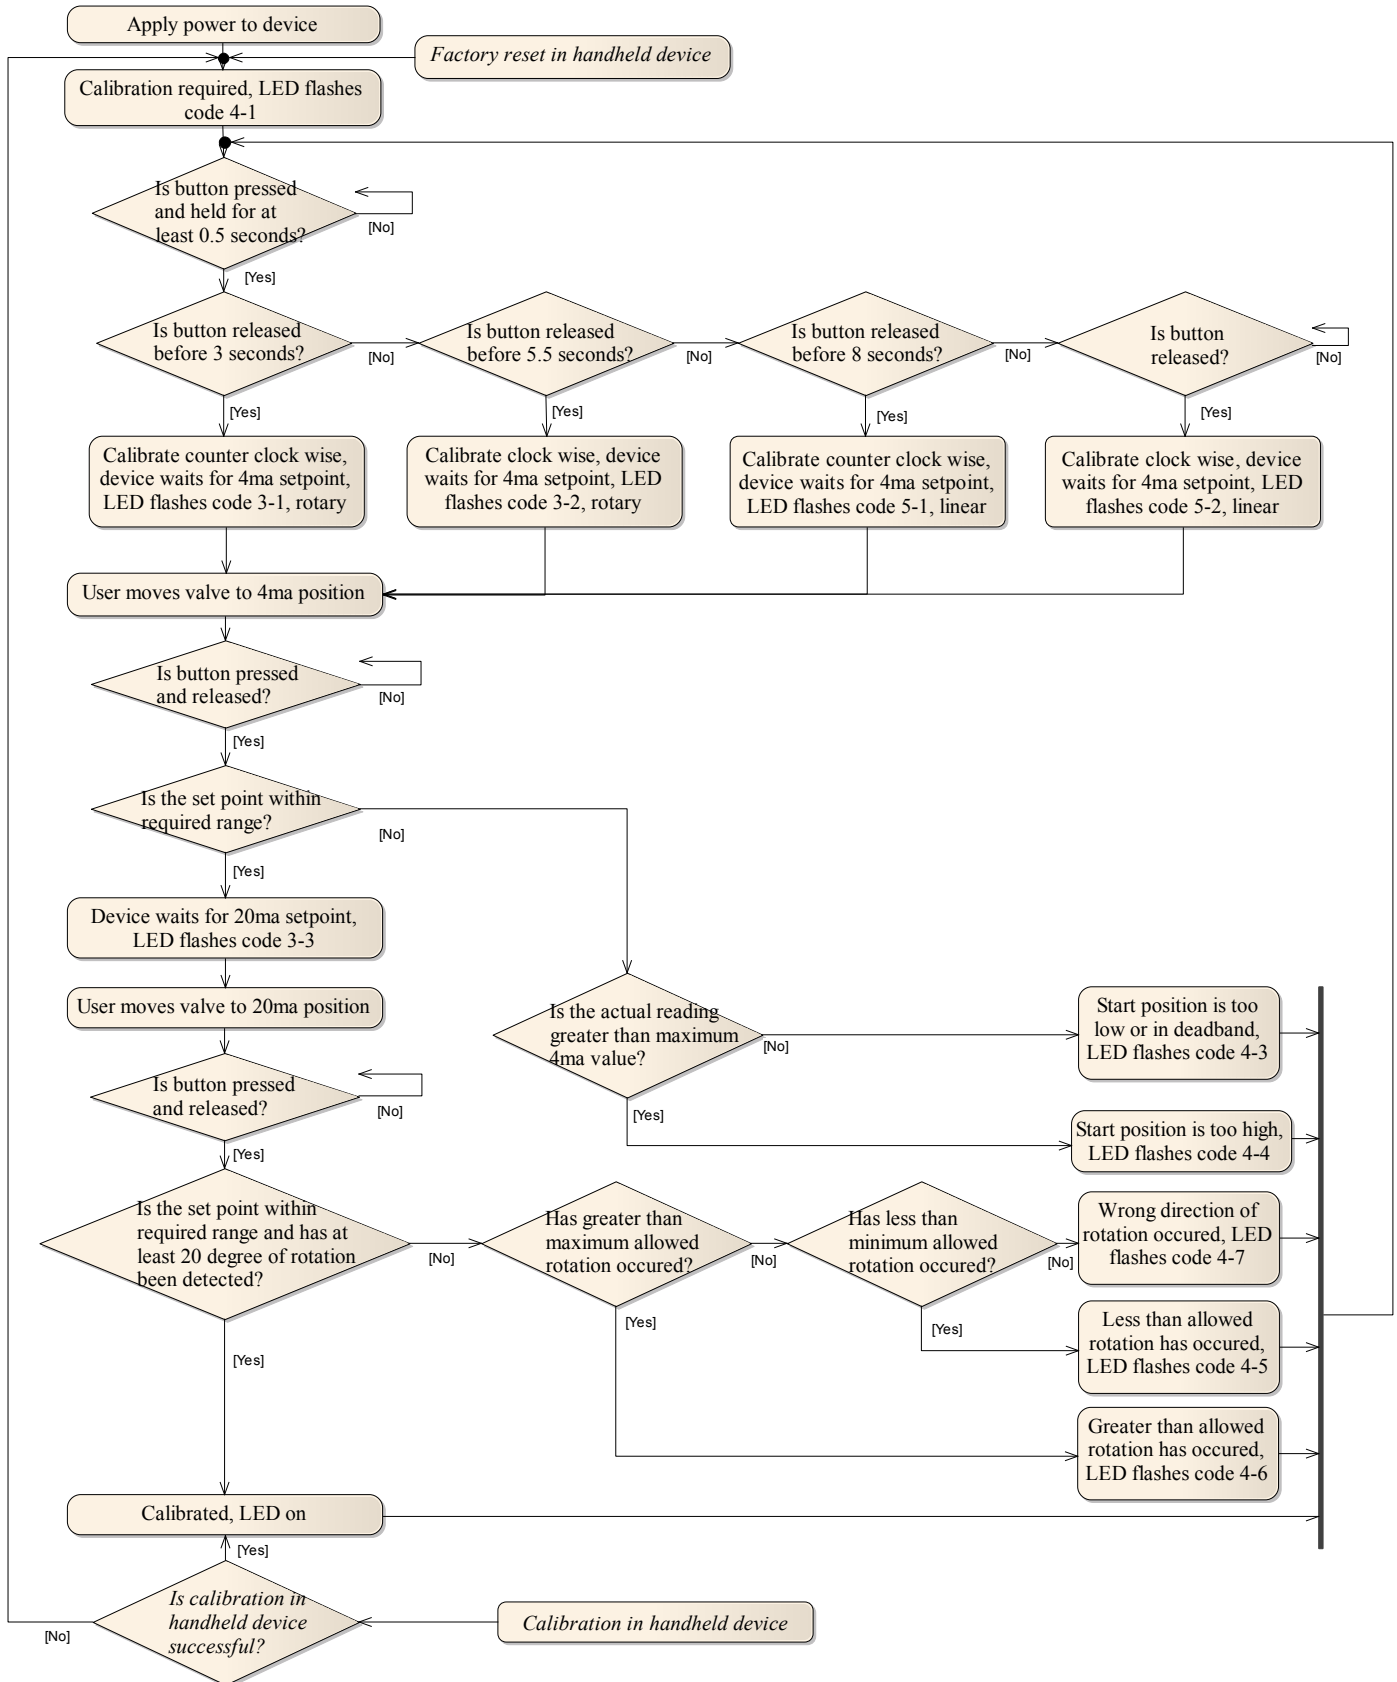 Apply power to device
Factory reset in handheld device
Calibration required, LED flashes
code 4-1
Is button pressed
and held for at
least 0.5 seconds?
[No]
[Yes]
Is button released
before 3 seconds?
[No]
Is button released
before 5.5 seconds?
[No]
Is button released
before 8 seconds?
[No]
Is button
released?
[No]
[Yes]
[Yes]
[Yes]
[Yes]
Calibrate counter clock wise,
device waits for 4ma setpoint,
LED flashes code 3-1, rotary
Calibrate clock wise, device
waits for 4ma setpoint, LED
flashes code 3-2, rotary
Calibrate counter clock wise,
device waits for 4ma setpoint,
LED flashes code 5-1, linear
Calibrate clock wise, device
waits for 4ma setpoint, LED
flashes code 5-2, linear
User moves valve to 4ma position
Is button pressed
and released?
[No]
[Yes]
Is the set point within
required range?
[No]
[Yes]
Device waits for 20ma setpoint,
LED flashes code 3-3
User moves valve to 20ma position
Is the actual reading
greater than maximum
4ma value?
[No]
[Yes]
Start position is too
low or in deadband,
LED flashes code 4-3
Is button pressed
and released?
[No]
[Yes]
Start position is too high,
LED flashes code 4-4
Is the set point within
required range and has at
least 20 degree of rotation
been detected?
[No]
[Yes]
Has greater than
maximum allowed
rotation occured?
[No]
[Yes]
Has less than
minimum allowed
rotation occured?
[No]
[Yes]
Wrong direction of
rotation occured, LED
flashes code 4-7
Less than allowed
rotation has occured,
LED flashes code 4-5
Greater than allowed
rotation has occured,
LED flashes code 4-6
Calibrated, LED on
[Yes]
Is calibration in
handheld device
successful?
[No]
Calibration in handheld device